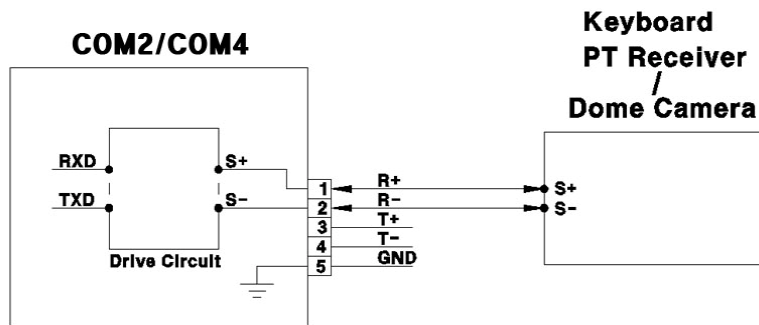 COM2/COM4
Keyboard
PT Receiver
/
Dome Camera
RXD
S+
TXD
S-
Drive Circuit
1
2
3
4
5
R+
R-
T+
T-
GND
S+
S-